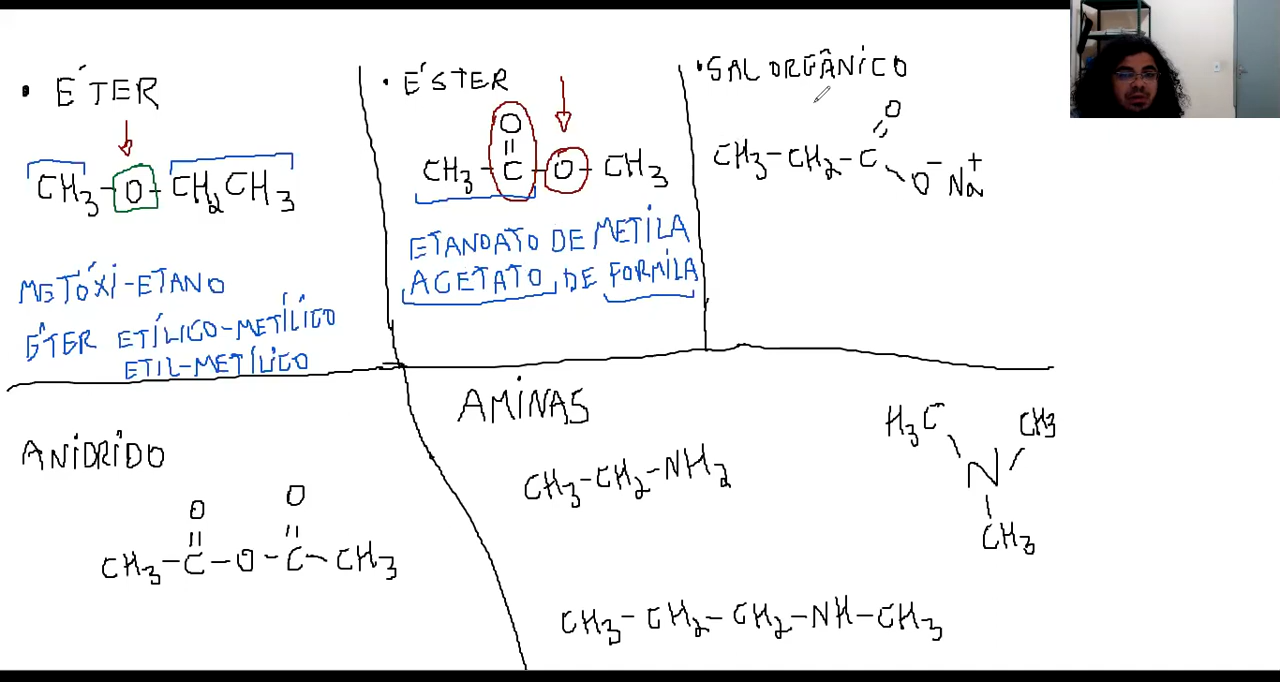 • ÉTER
CH3-O-CH2CH3
METÓXI-ETANO
ÉTER ETÍLICO-METÍLICO
ETIL-METÍLICO
• ÉSTER
O
||
CH3-C-O-CH3
ETANOATO DE METILA
ACETATO DE FORMILA
• SAL ORGÂNICO
O
CH3-CH2-C
O⁻ Na⁺
ANIDRIDO
O O
|| ||
CH3-C-O-C-CH3
AMINAS
CH3-CH2-NH2
H3C CH3
N
CH3
CH3-CH2-CH2-NH-CH3